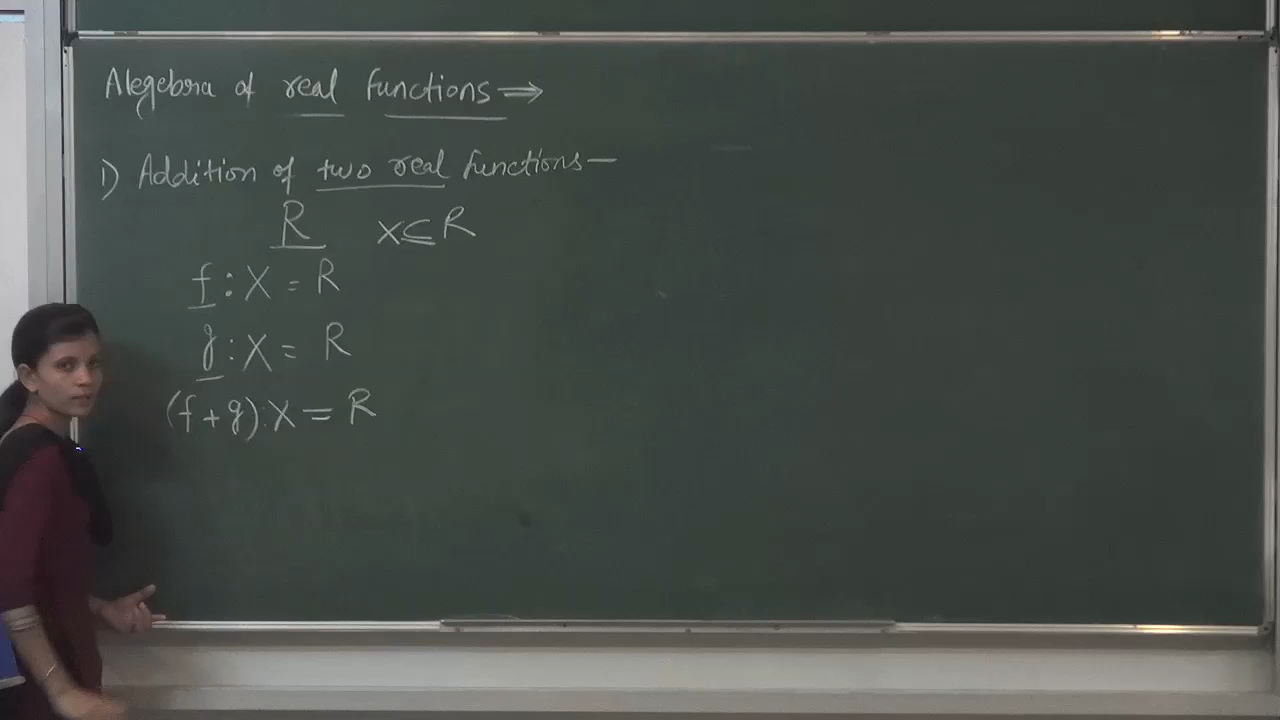 Alegebra of real functions ⇒
1) Addition of two real functions —
R X ⊆ R
f : X = R
g : X = R
(f + g) : X = R